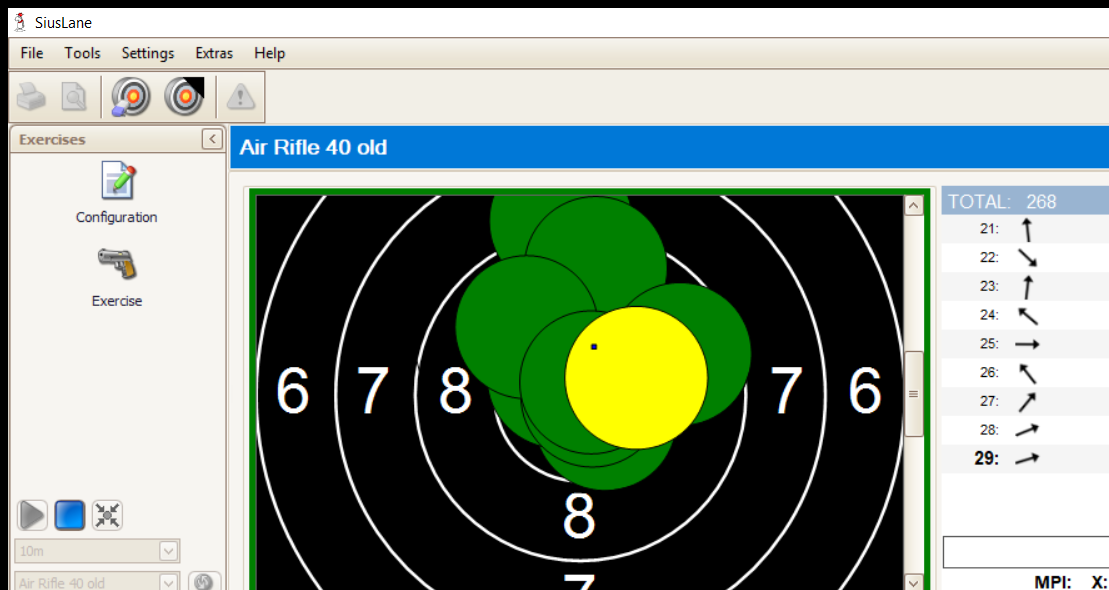 SiusLane
File Tools Settings Extras Help
Exercises
Air Rifle 40 old
Configuration
Exercise
10m
Air Rifle 40 old
6 7 8 7 6
8
7
TOTAL: 268
21:
22:
23:
24:
25:
26:
27:
28:
29:
MPI: X: